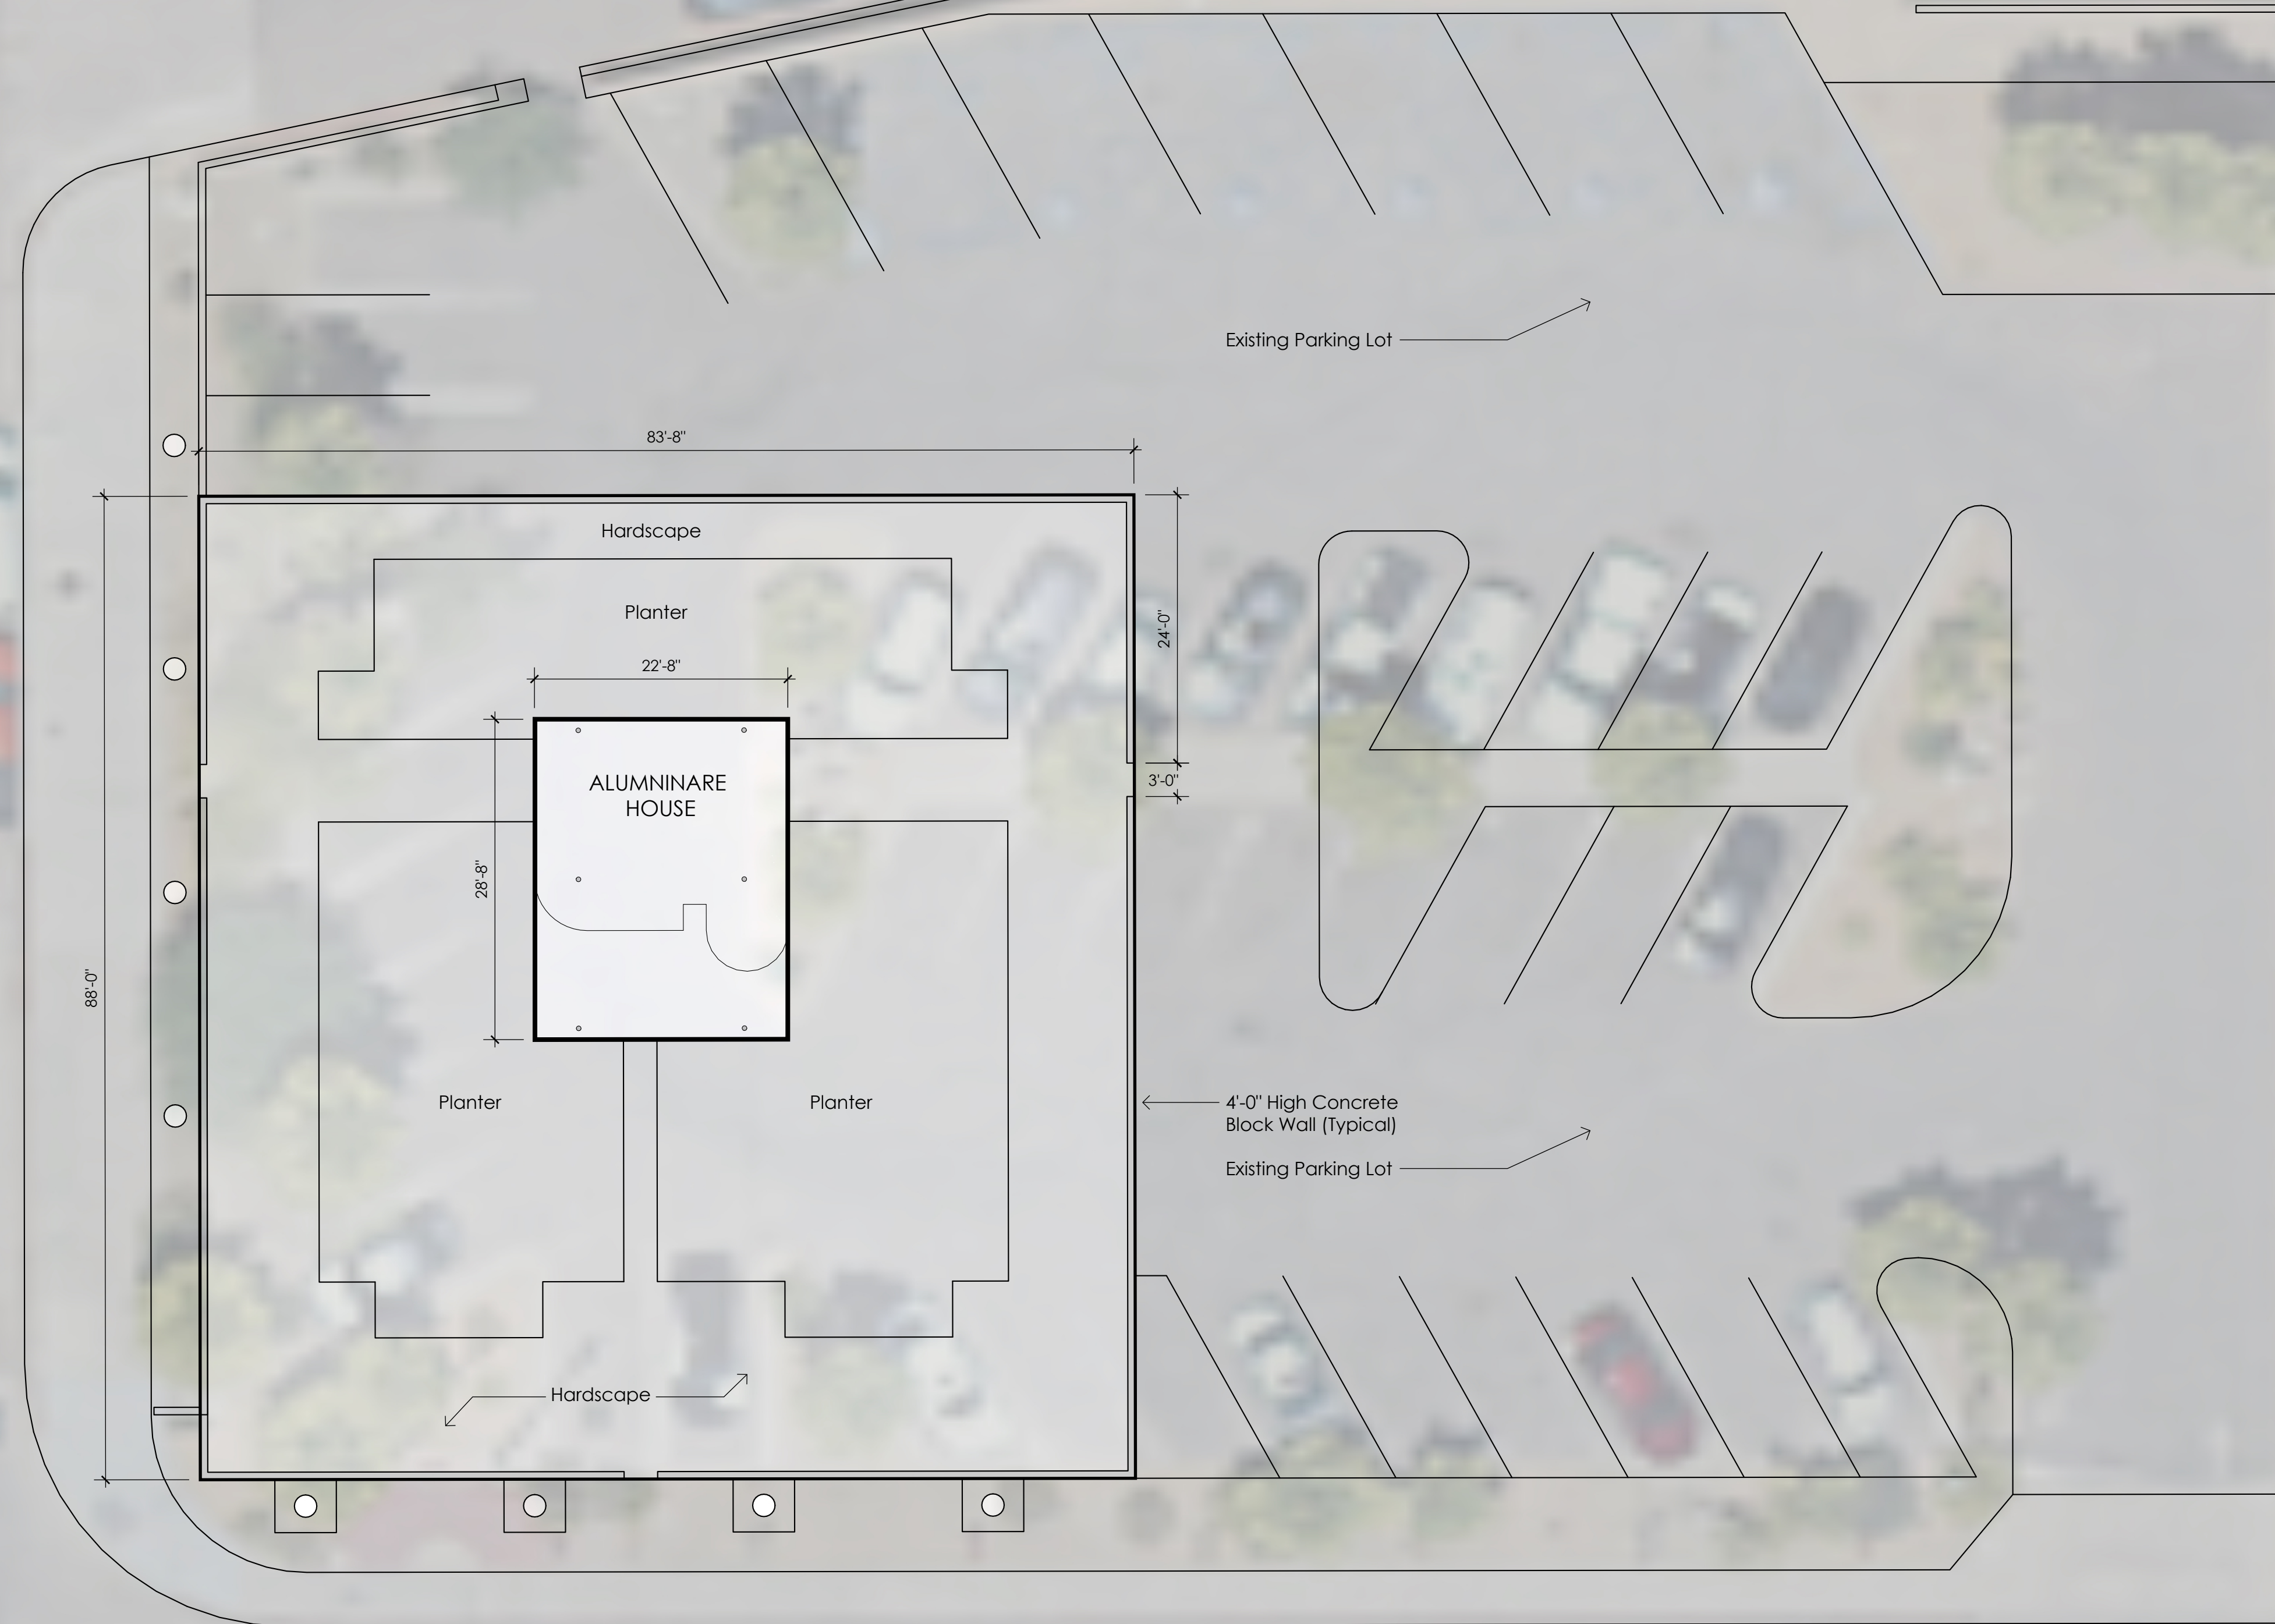 Existing Parking Lot
83'-8"
Hardscape
Planter
22'-8"
24'-0"
3'-0"
ALUMNINARE
HOUSE
28'-8"
88'-0"
Planter
Planter
4'-0" High Concrete
Block Wall (Typical)
Existing Parking Lot
Hardscape